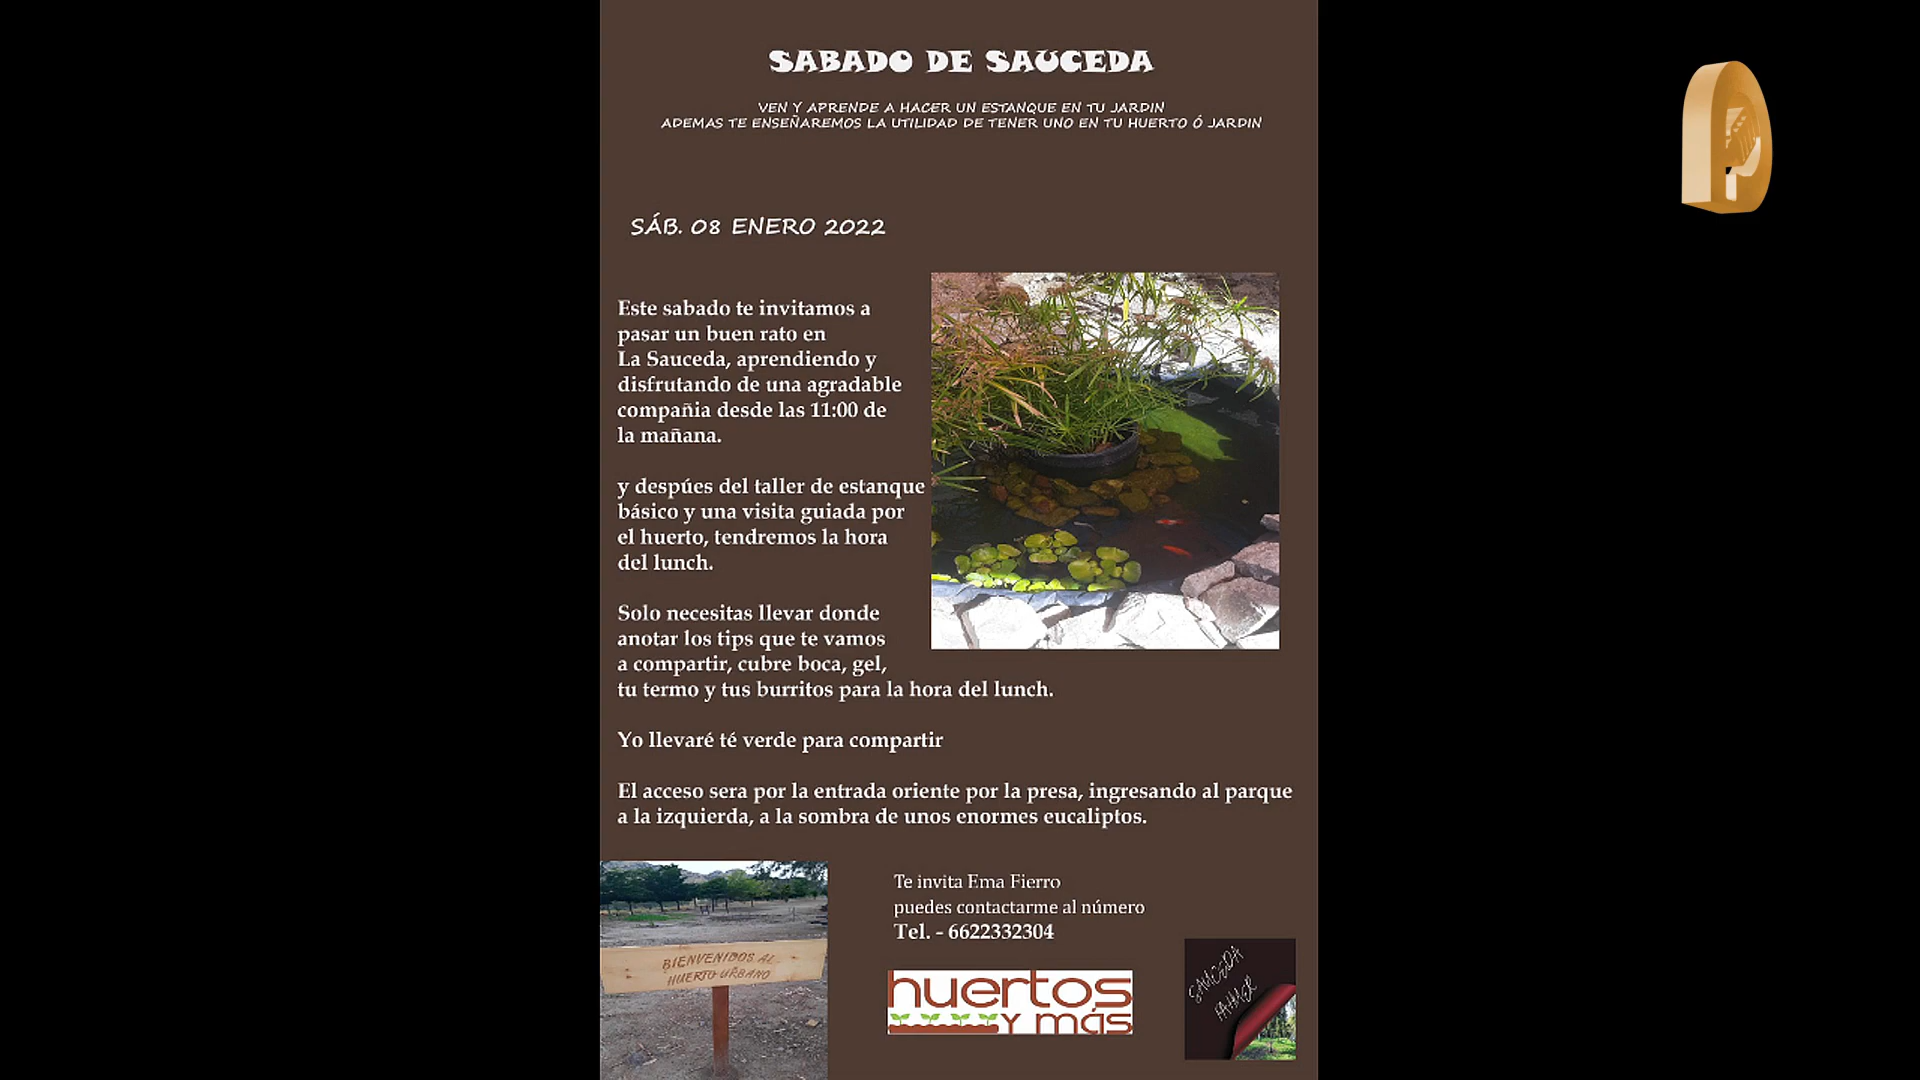 SABADO DE SAUCEDA
VEN Y APRENDE A HACER UN ESTANQUE EN TU JARDIN
ADEMAS TE ENSEÑAREMOS LA UTILIDAD DE TENER UNO EN TU HUERTO Ó JARDIN
SÁB. 08 ENERO 2022
Este sabado te invitamos a
pasar un buen rato en
La Sauceda, aprendiendo y
disfrutando de una agradable
compañia desde las 11:00 de
la mañana.
y despúes del taller de estanque
básico y una visita guiada por
el huerto, tendremos la hora
del lunch.
Solo necesitas llevar donde
anotar los tips que te vamos
a compartir, cubre boca, gel,
tu termo y tus burritos para la hora del lunch.
Yo llevaré té verde para compartir
El acceso sera por la entrada oriente por la presa, ingresando al parque
a la izquierda, a la sombra de unos enormes eucaliptos.
BIENVENIDOS AL
HUERTO URBANO
Te invita Ema Fierro
puedes contactarme al número
Tel. - 6622332304
huertos
y más
SAUCEDA